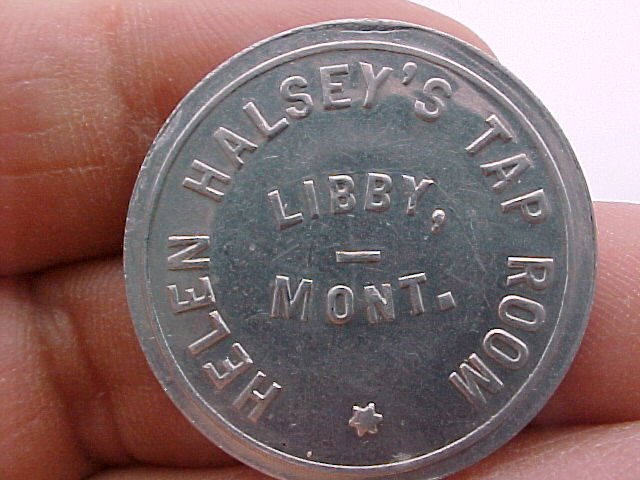 HELEN HALSEY'S TAP ROOM
LIBBY,
MONT.